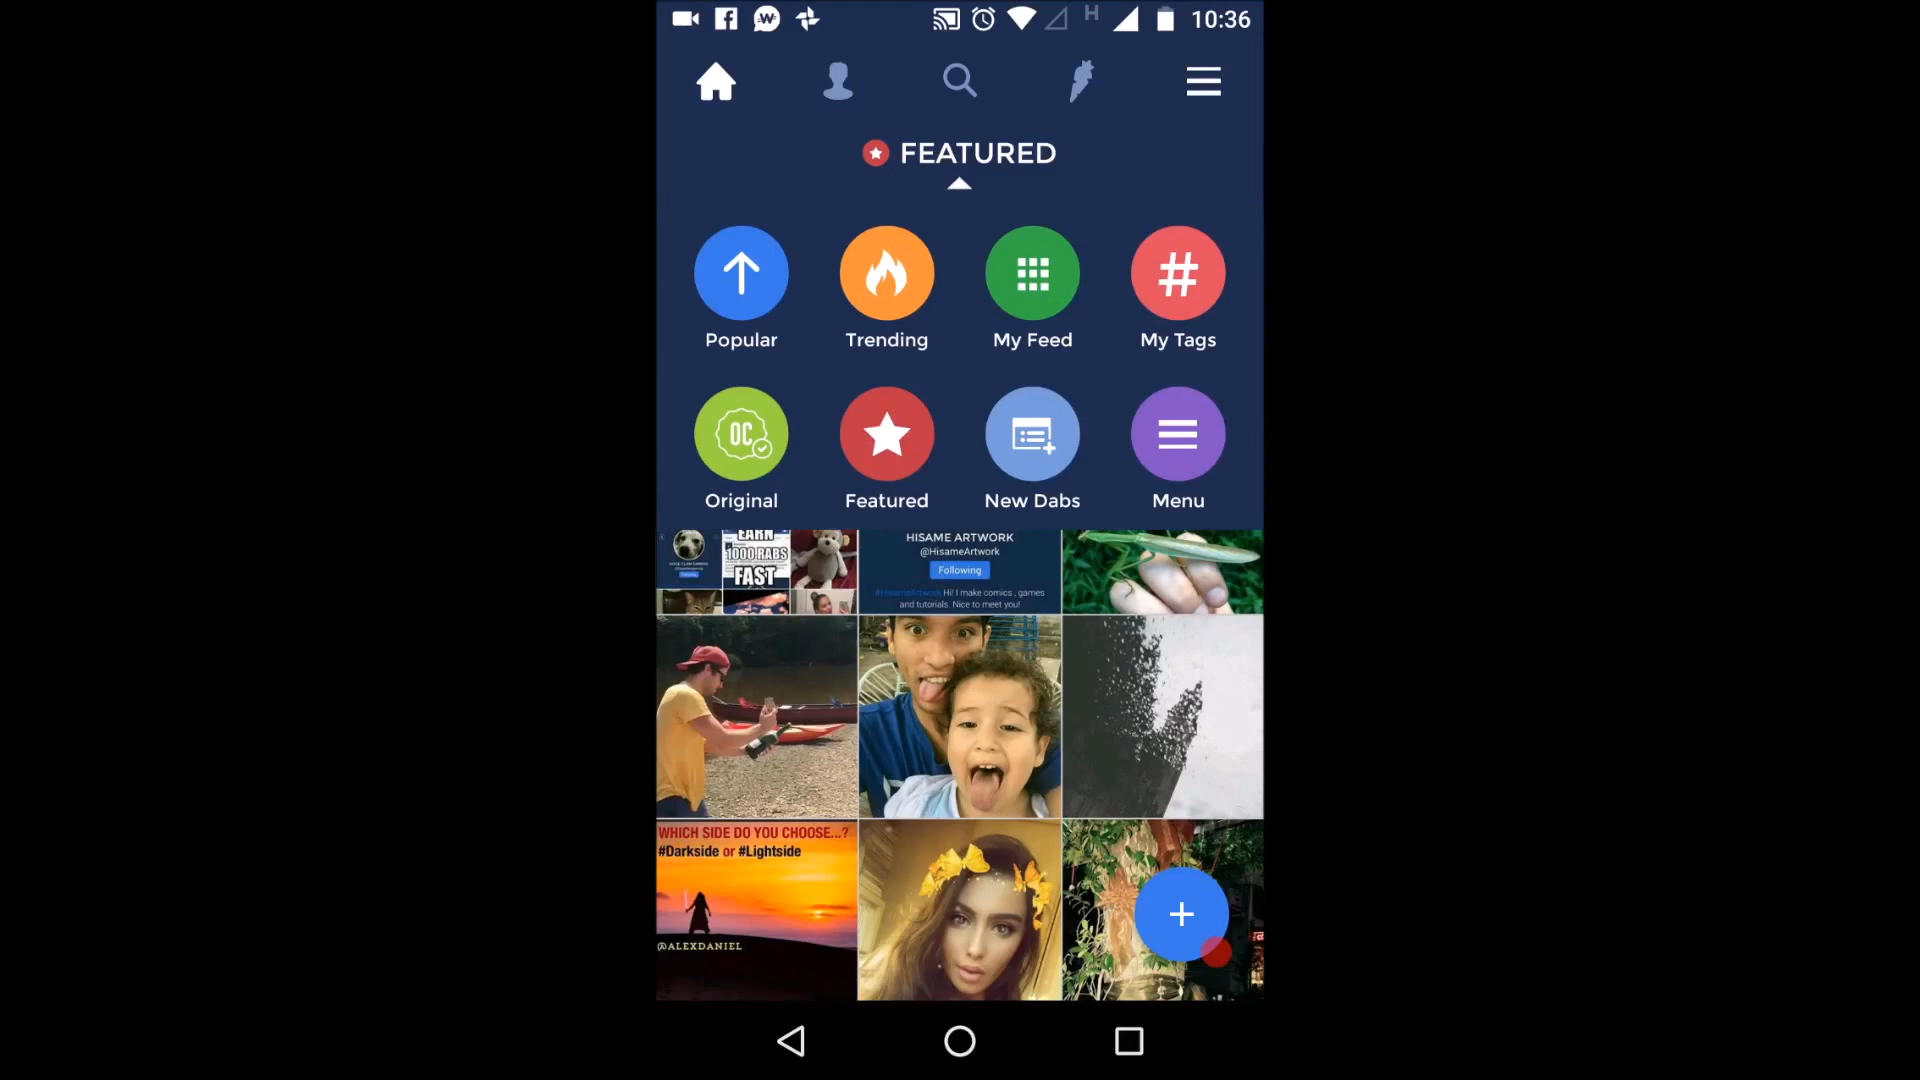 H 10:36
FEATURED
Popular Trending My Feed My Tags
OC
Original Featured New Dabs Menu
EARN
1000 RABS
FAST
HISAME ARTWORK
@HisameArtwork
Following
#HisameArtwork Hi! I make comics , games
and tutorials. Nice to meet you!
WHICH SIDE DO YOU CHOOSE...?
#Darkside or #Lightside
@ALEXDANIEL